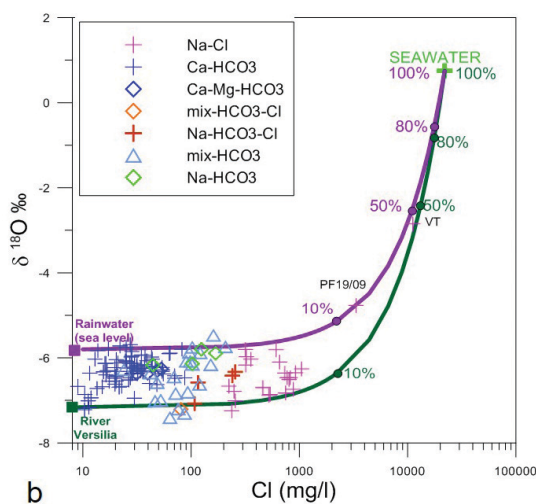 2
0
-2
-4
-6
-8
δ 18O ‰
Na-Cl
Ca-HCO3
Ca-Mg-HCO3
mix-HCO3-Cl
Na-HCO3-Cl
mix-HCO3
Na-HCO3
SEAWATER
100% 100%
80%
80%
50% 50%
VT
PF19/09
10%
10%
Rainwater
(sea level)
River
Versilia
10 100 1000 10000 100000
Cl (mg/l)
b